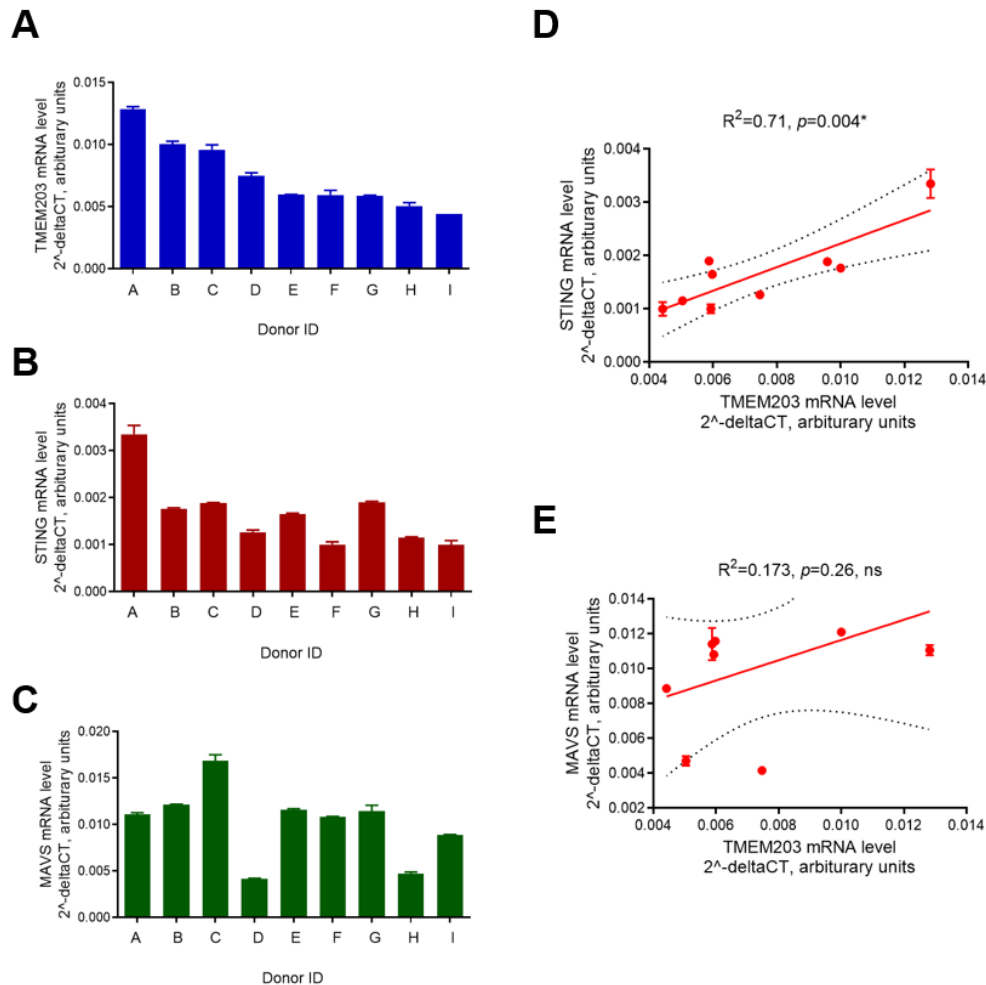 A
TMEM203 mRNA level
2^-deltaCT, arbiturary units
0.015
0.010
0.005
0.000
A B C D E F G H I
Donor ID
B
STING mRNA level
2^-deltaCT, arbiturary units
0.004
0.003
0.002
0.001
0.000
A B C D E F G H I
Donor ID
C
MAVS mRNA level
2^-deltaCT, arbiturary units
0.020
0.015
0.010
0.005
0.000
A B C D E F G H I
Donor ID
D
R²=0.71, p=0.004*
STING mRNA level
2^-deltaCT, arbiturary units
0.004
0.003
0.002
0.001
0.000
0.004 0.006 0.008 0.010 0.012 0.014
TMEM203 mRNA level
2^-deltaCT, arbiturary units
E
R²=0.173, p=0.26, ns
MAVS mRNA level
2^-deltaCT, arbiturary units
0.014
0.012
0.010
0.008
0.006
0.004
0.002
0.004 0.006 0.008 0.010 0.012 0.014
TMEM203 mRNA level
2^-deltaCT, arbiturary units